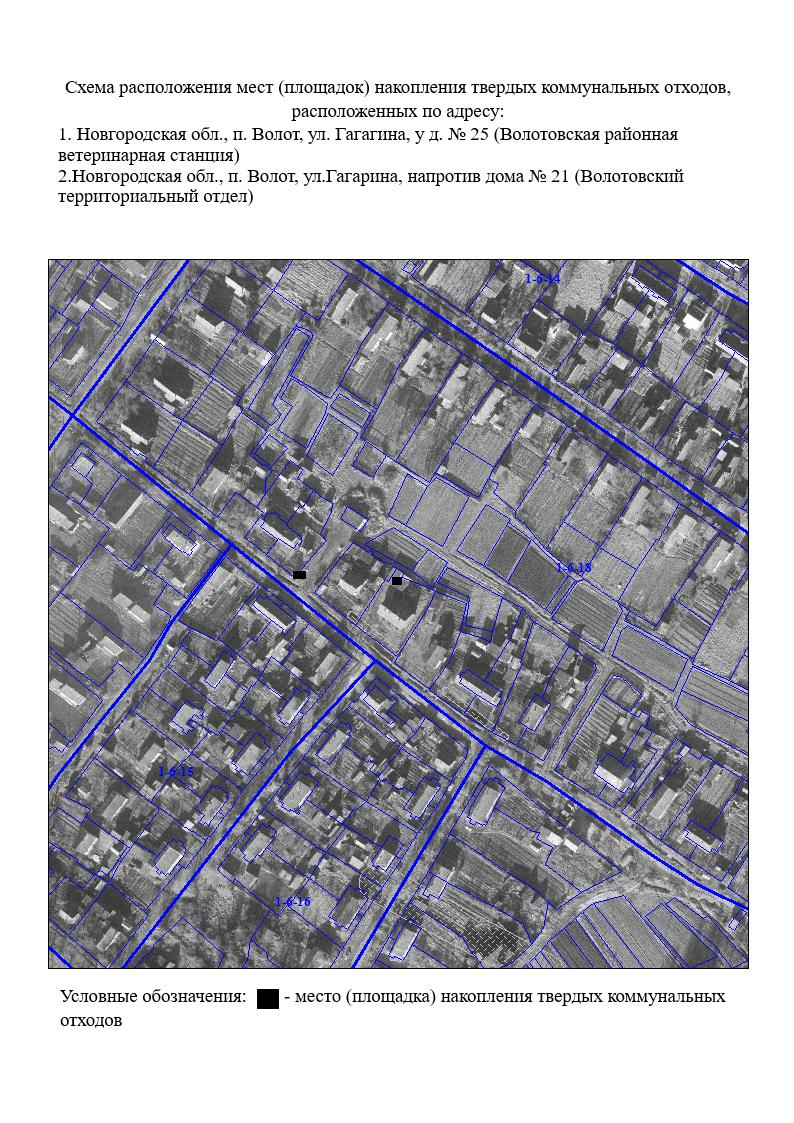 Схема расположения мест (площадок) накопления твердых коммунальных отходов,
расположенных по адресу:
1. Новгородская обл., п. Волот, ул. Гагагина, у д. № 25 (Волотовская районная
ветеринарная станция)
2.Новгородская обл., п. Волот, ул.Гагарина, напротив дома № 21 (Волотовский
территориальный отдел)
1-6-14
1-6-18
1-6-15
1-6-16
Условные обозначения: - место (площадка) накопления твердых коммунальных
отходов